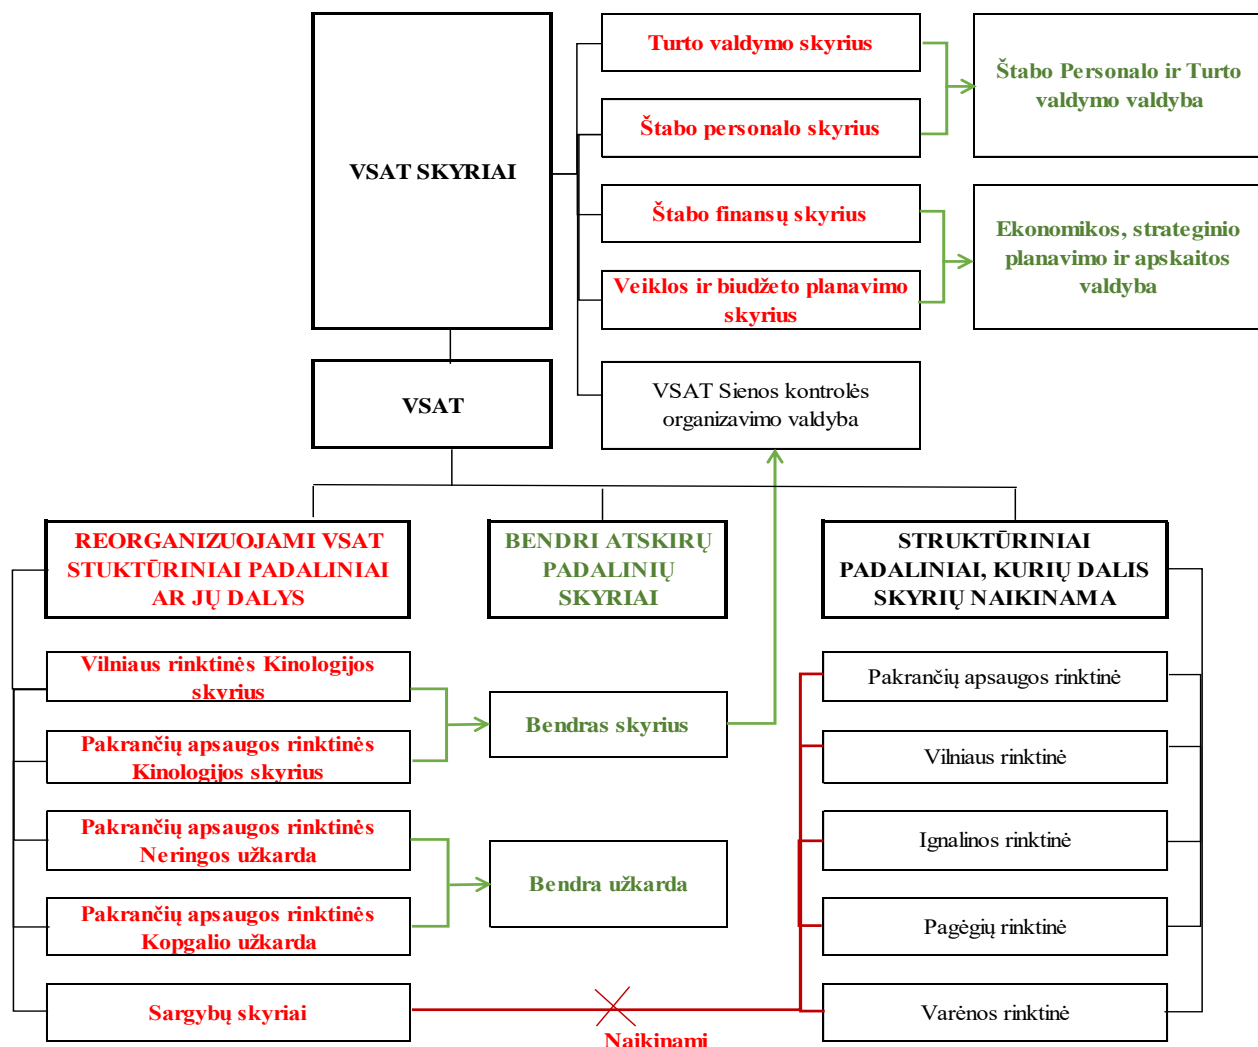 VSAT SKYRIAI
Turto valdymo skyrius
Štabo personalo skyrius
Štabo Personalo ir Turto
valdymo valdyba
Štabo finansų skyrius
Veiklos ir biudžeto planavimo
skyrius
Ekonomikos, strateginio
planavimo ir apskaitos
valdyba
VSAT
VSAT Sienos kontrolės
organizavimo valdyba
REORGANIZUOJAMI VSAT
STUKTŪRINIAI PADALINIAI
AR JŲ DALYS
BENDRI ATSKIRŲ
PADALINIŲ
SKYRIAI
STRUKTŪRINIAI
PADALINIAI, KURIŲ DALIS
SKYRIŲ NAIKINAMA
Vilniaus rinktinės Kinologijos
skyrius
Pakrančių apsaugos rinktinės
Kinologijos skyrius
Bendras skyrius
Pakrančių apsaugos rinktinės
Neringos užkarda
Pakrančių apsaugos rinktinės
Kopgalio užkarda
Bendra užkarda
Sargybų skyriai
Naikinami
Pakrančių apsaugos rinktinė
Vilniaus rinktinė
Ignalinos rinktinė
Pagėgių rinktinė
Varėnos rinktinė